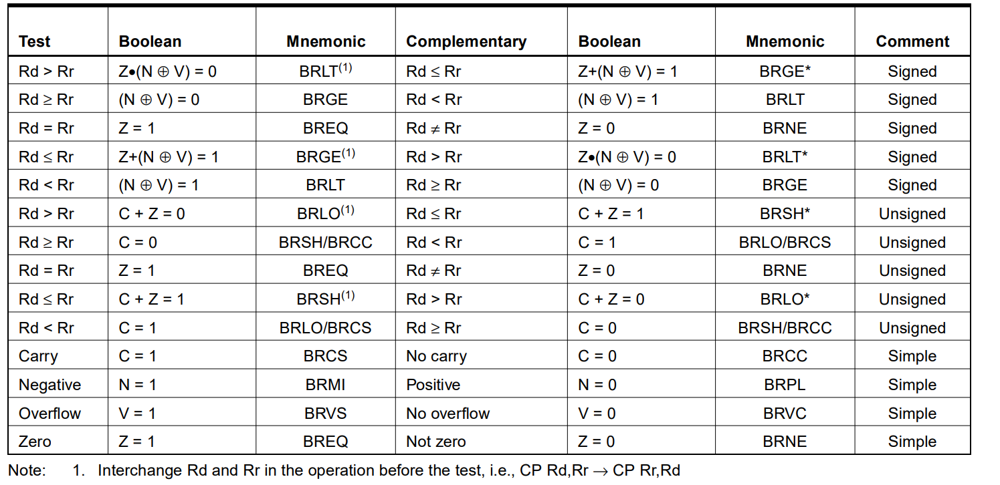 Test Boolean Mnemonic Complementary Boolean Mnemonic Comment
Rd > Rr Z•(N ⊕ V) = 0 BRLT(1) Rd ≤ Rr Z+(N ⊕ V) = 1 BRGE* Signed
Rd ≥ Rr (N ⊕ V) = 0 BRGE Rd < Rr (N ⊕ V) = 1 BRLT Signed
Rd = Rr Z = 1 BREQ Rd ≠ Rr Z = 0 BRNE Signed
Rd ≤ Rr Z+(N ⊕ V) = 1 BRGE(1) Rd > Rr Z•(N ⊕ V) = 0 BRLT* Signed
Rd < Rr (N ⊕ V) = 1 BRLT Rd ≥ Rr (N ⊕ V) = 0 BRGE Signed
Rd > Rr C + Z = 0 BRLO(1) Rd ≤ Rr C + Z = 1 BRSH* Unsigned
Rd ≥ Rr C = 0 BRSH/BRCC Rd < Rr C = 1 BRLO/BRCS Unsigned
Rd = Rr Z = 1 BREQ Rd ≠ Rr Z = 0 BRNE Unsigned
Rd ≤ Rr C + Z = 1 BRSH(1) Rd > Rr C + Z = 0 BRLO* Unsigned
Rd < Rr C = 1 BRLO/BRCS Rd ≥ Rr C = 0 BRSH/BRCC Unsigned
Carry C = 1 BRCS No carry C = 0 BRCC Simple
Negative N = 1 BRMI Positive N = 0 BRPL Simple
Overflow V = 1 BRVS No overflow V = 0 BRVC Simple
Zero Z = 1 BREQ Not zero Z = 0 BRNE Simple
Note: 1. Interchange Rd and Rr in the operation before the test, i.e., CP Rd,Rr → CP Rr,Rd